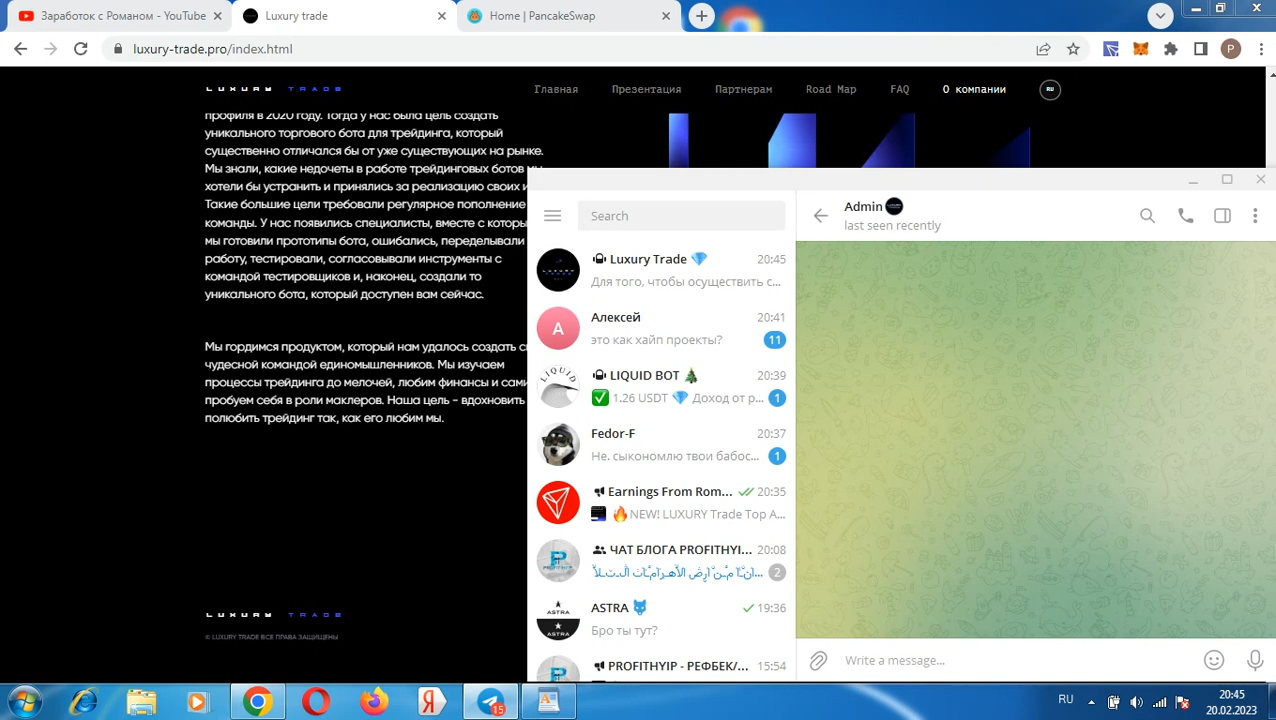 Заработок с Романом - YouTube
Luxury trade
Home | PancakeSwap
luxury-trade.pro/index.html
P
LUXURY TRADE
Главная
Презентация
Партнерам
Road Map
FAQ
О компании
RU
профиля в 2020 году. Тогда у нас была цель создать
уникального торгового бота для трейдинга, который
существенно отличался бы от уже существующих на рынке.
Мы знали, какие недочеты в работе трейдинговых ботов
хотели бы устранить и принялись за реализацию своих
Такие большие цели требовали регулярное пополнение
команды. У нас появились специалисты, вместе с
мы готовили прототипы бота, ошибались, переделывали
работу, тестировали, согласовывали инструменты с
командой тестировщиков и, наконец, создали то
уникального бота, который доступен вам сейчас.
Мы гордимся продуктом, который нам удалось создать
чудесной командой единомышленников. Мы изучаем
процессы трейдинга до мелочей, любим финансы и сами
пробуем себя в роли маклеров. Наша цель - вдохновить
полюбить трейдинг так, как его любим мы.
LUXURY TRADE
© LUXURY TRADE ВСЕ ПРАВА ЗАЩИЩЕНЫ
Search
Luxury Trade 💎 20:45
Для того, чтобы осуществить с...
А
Алексей 20:41
это как хайп проекты? 11
LIQUID
LIQUID BOT 🎄 20:39
✅ 1.26 USDT 💎 Доход от р... 1
Fedor-F 20:37
Не, сыкономлю твои бабос... 1
Earnings From Rom... 20:35
🔥NEW! LUXURY Trade Top A...
ЧАТ БЛОГА PROFITHYI... 20:08
2
ASTRA
ASTRA
ASTRA 19:36
Бро ты тут?
PROFITHYIP - РЕФБЕК/... 15:54
Admin
last seen recently
Write a message...
15
RU
20:45
20.02.2023